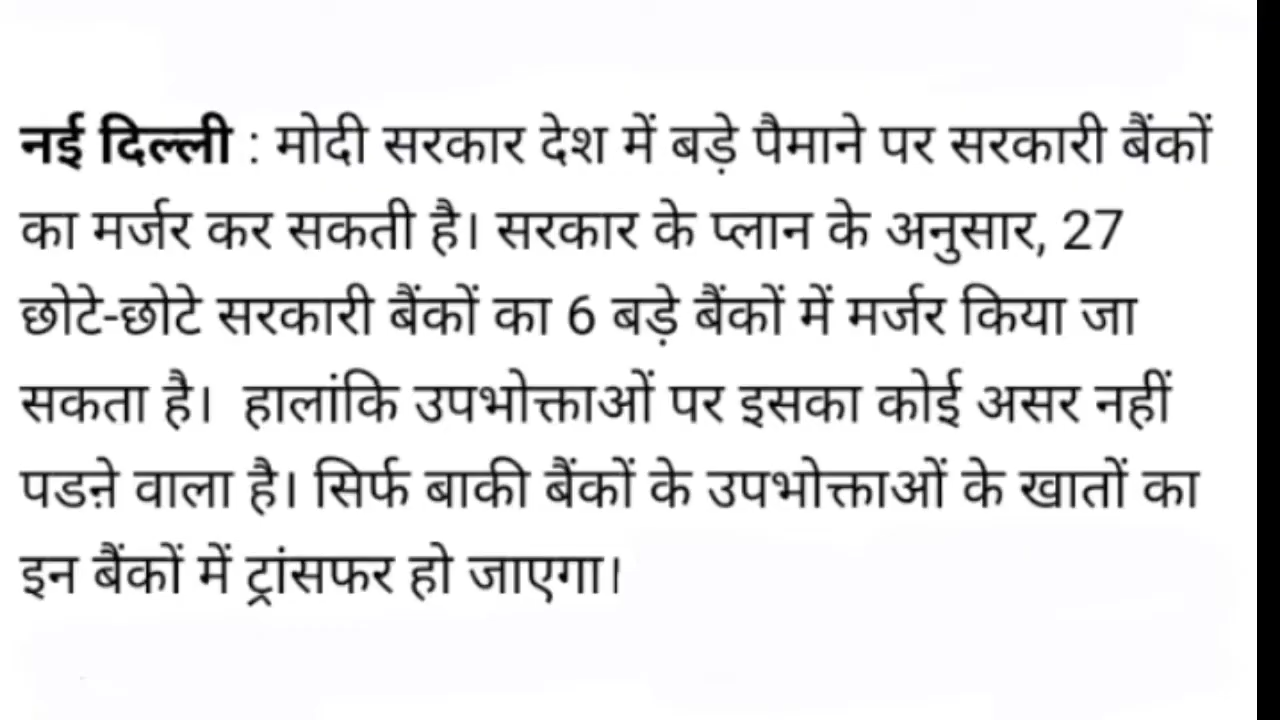 नई दिल्ली : मोदी सरकार देश में बड़े पैमाने पर सरकारी बैंकों
का मर्जर कर सकती है। सरकार के प्लान के अनुसार, 27
छोटे-छोटे सरकारी बैंकों का 6 बड़े बैंकों में मर्जर किया जा
सकता है।  हालांकि उपभोक्ताओं पर इसका कोई असर नहीं
पडऩे वाला है। सिर्फ बाकी बैंकों के उपभोक्ताओं के खातों का
इन बैंकों में ट्रांसफर हो जाएगा।